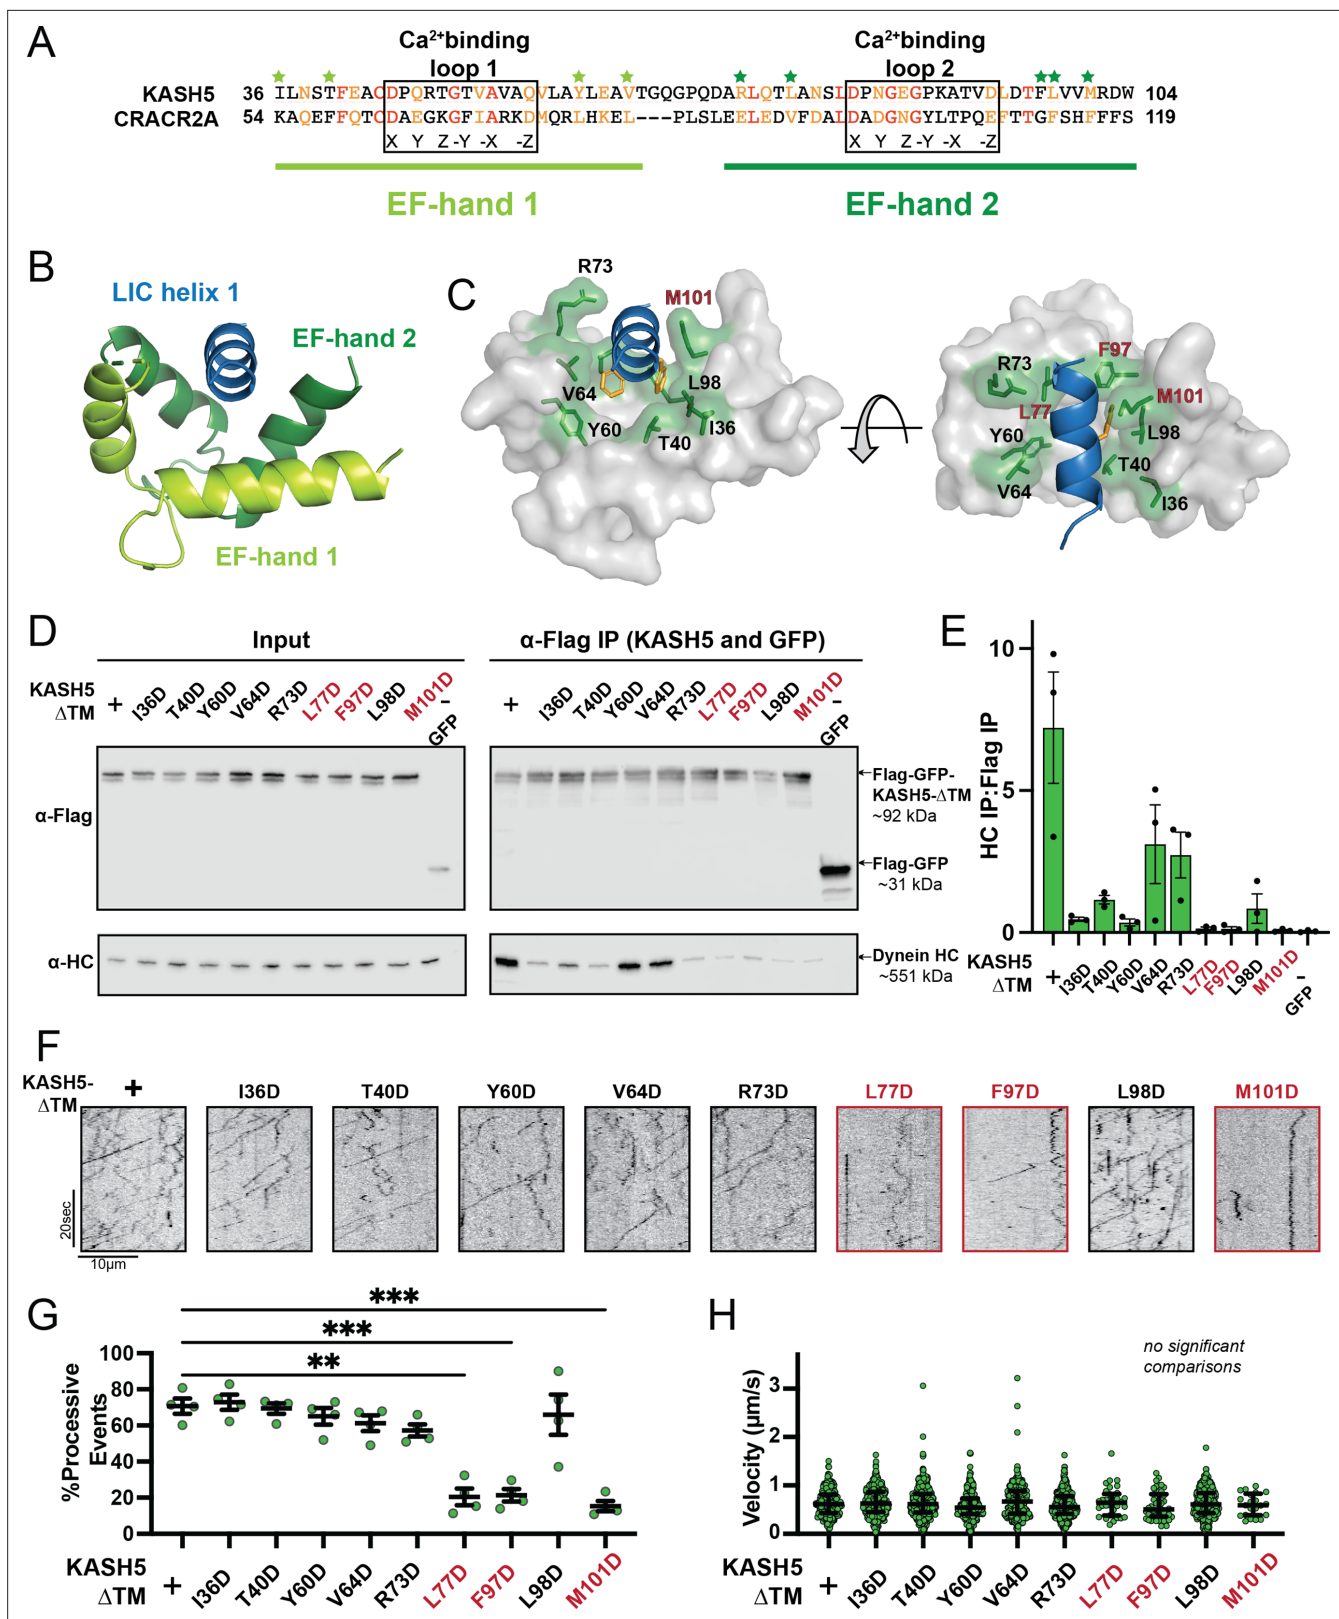 A
Ca²⁺binding loop 1
Ca²⁺binding loop 2
KASH5 36 ILNSTFEACDPQRTGTVAVAQVLAYLEAVTGQGPQDARLQTLANSLDPNGEGPKATVDLDTFLVVMRDW 104
CRACR2A 54 KAQEFFQTCDAEGKGFIARKDMQRLHKEL---PLSLEELEDVFDALDADGNGYLTPQEFTTGFSHFFFS 119
X Y Z -Y -X -Z
X Y Z -Y -X -Z
EF-hand 1
EF-hand 2
B
LIC helix 1
EF-hand 2
EF-hand 1
C
R73
M101
V64
L98
Y60
T40
I36
F97
R73
L77
M101
Y60
L98
T40
V64
I36
D
Input
α-Flag IP (KASH5 and GFP)
KASH5 ΔTM
+ I36D T40D Y60D V64D R73D L77D F97D L98D M101D – GFP
+ I36D T40D Y60D V64D R73D L77D F97D L98D M101D – GFP
α-Flag
Flag-GFP-KASH5-ΔTM
~92 kDa
Flag-GFP
~31 kDa
α-HC
Dynein HC
~551 kDa
E
HC IP:Flag IP
10
5
0
KASH5 ΔTM
+ I36D T40D Y60D V64D R73D L77D F97D L98D M101D – GFP
F
KASH5-ΔTM
+ I36D T40D Y60D V64D R73D L77D F97D L98D M101D
20sec
10µm
G
***
***
**
%Processive Events
100
80
60
40
20
0
KASH5 ΔTM
+ I36D T40D Y60D V64D R73D L77D F97D L98D M101D
H
no significant comparisons
Velocity (µm/s)
3
2
1
0
KASH5 ΔTM
+ I36D T40D Y60D V64D R73D L77D F97D L98D M101D